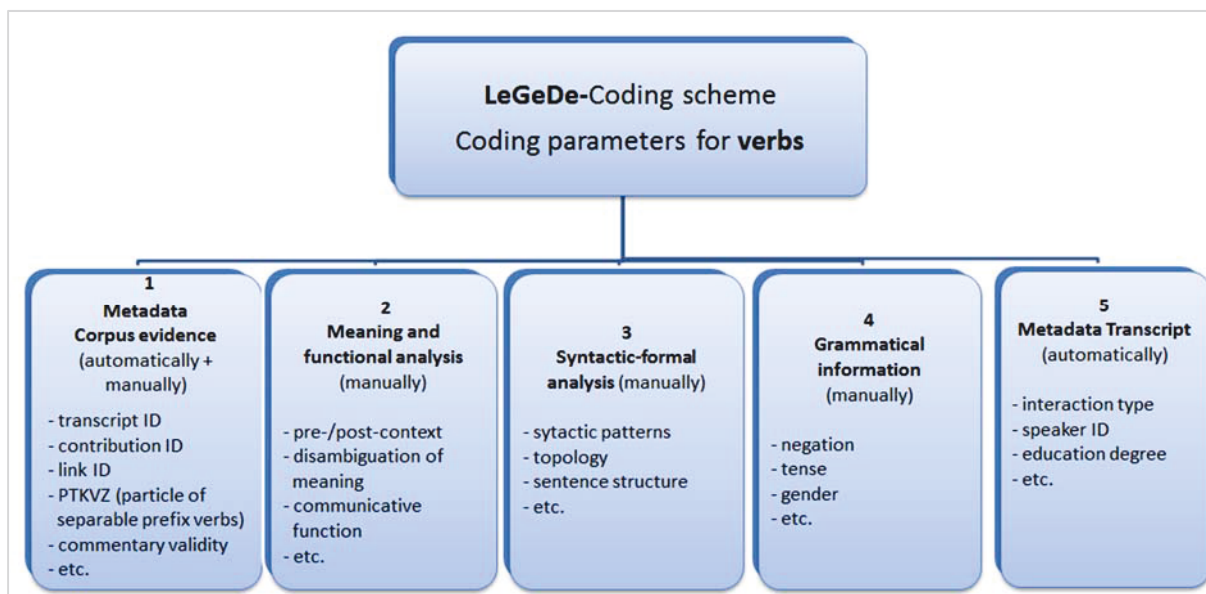 LeGeDe-Coding scheme
Coding parameters for verbs
1
Metadata
Corpus evidence
(automatically +
manually)
- transcript ID
- contribution ID
- link ID
- PTKVZ (particle of
separable prefix verbs)
- commentary validity
- etc.
2
Meaning and
functional analysis
(manually)
- pre-/post-context
- disambiguation of
meaning
- communicative
function
- etc.
3
Syntactic-formal
analysis (manually)
- sytactic patterns
- topology
- sentence structure
- etc.
4
Grammatical
information
(manually)
- negation
- tense
- gender
- etc.
5
Metadata Transcript
(automatically)
- interaction type
- speaker ID
- education degree
- etc.